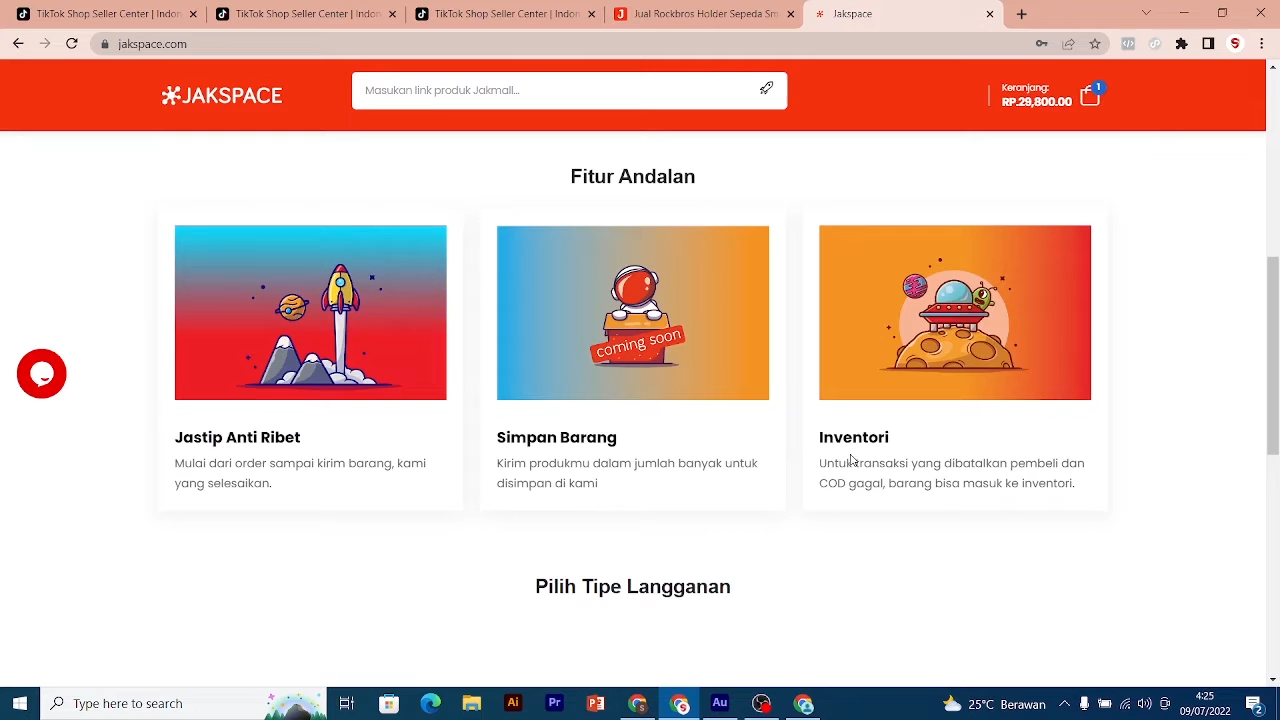 TikTok Shop Seller Center | Indon
TikTok Shop Seller Center | Indon
TikTok Shop Seller Center | Indon
Jual Rockbros Holder Sepeda Sm
Jakspace
jakspace.com
JAKSPACE
Masukan link produk Jakmall...
Keranjang:
RP.29,800.00
1
Fitur Andalan
coming soon
Jastip Anti Ribet
Mulai dari order sampai kirim barang, kami
yang selesaikan.
Simpan Barang
Kirim produkmu dalam jumlah banyak untuk
disimpan di kami
Inventori
Untuk transaksi yang dibatalkan pembeli dan
COD gagal, barang bisa masuk ke inventori.
Pilih Tipe Langganan
Type here to search
Ai
Pr
Au
25°C Berawan
4:25
09/07/2022
2